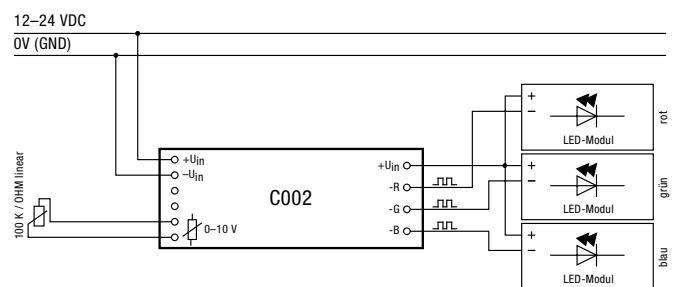 12–24 VDC
0V (GND)
100 K / OHM linear
+Uin
–Uin
0–10 V
C002
+Uin
-R
-G
-B
+
–
LED-Modul
rot
+
–
LED-Modul
grün
+
–
LED-Modul
blau